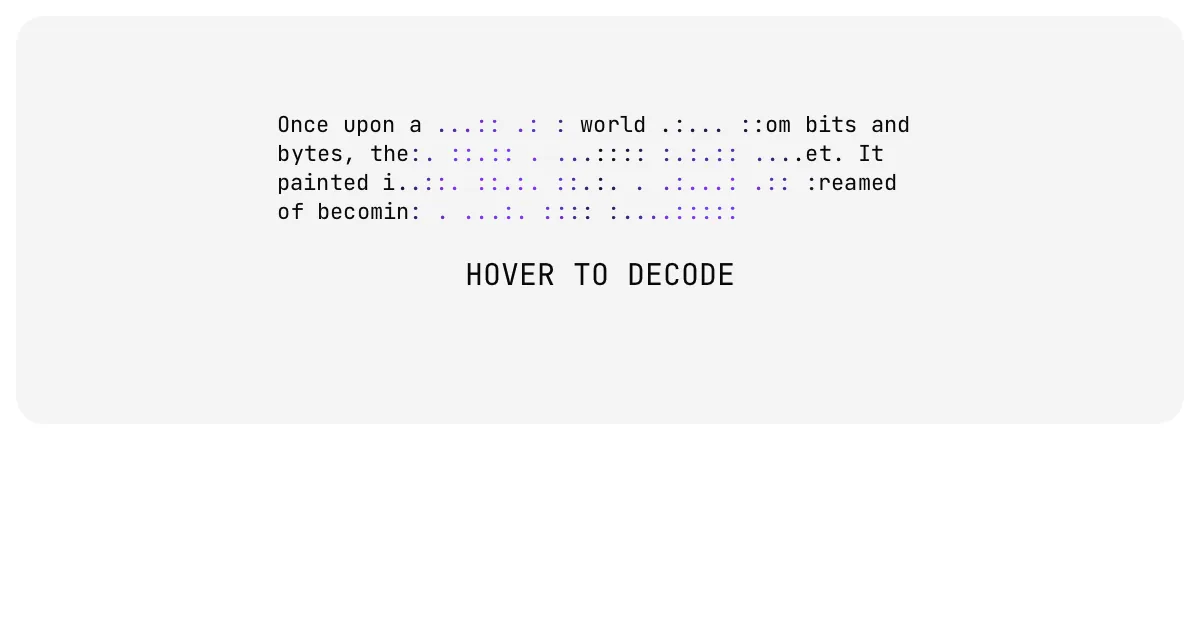 Once upon a ...:: .: : world .:... ::om bits and
bytes, the:. ::.:: . ...:::: :.:.:: ....et. It
painted i..::. ::.:. ::.:. . .:...: .:: :reamed
of becomin: . ...:. :::: :....:::::
HOVER TO DECODE